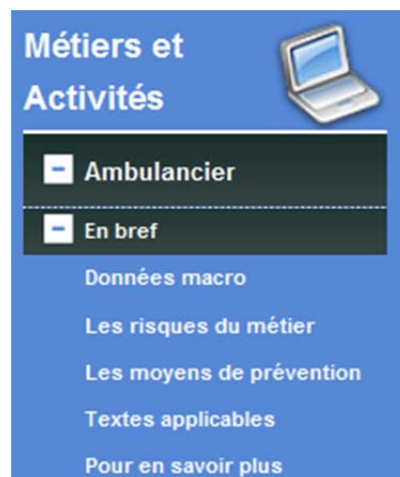 Métiers et
Activités
Ambulancier
En bref
Données macro
Les risques du métier
Les moyens de prévention
Textes applicables
Pour en savoir plus